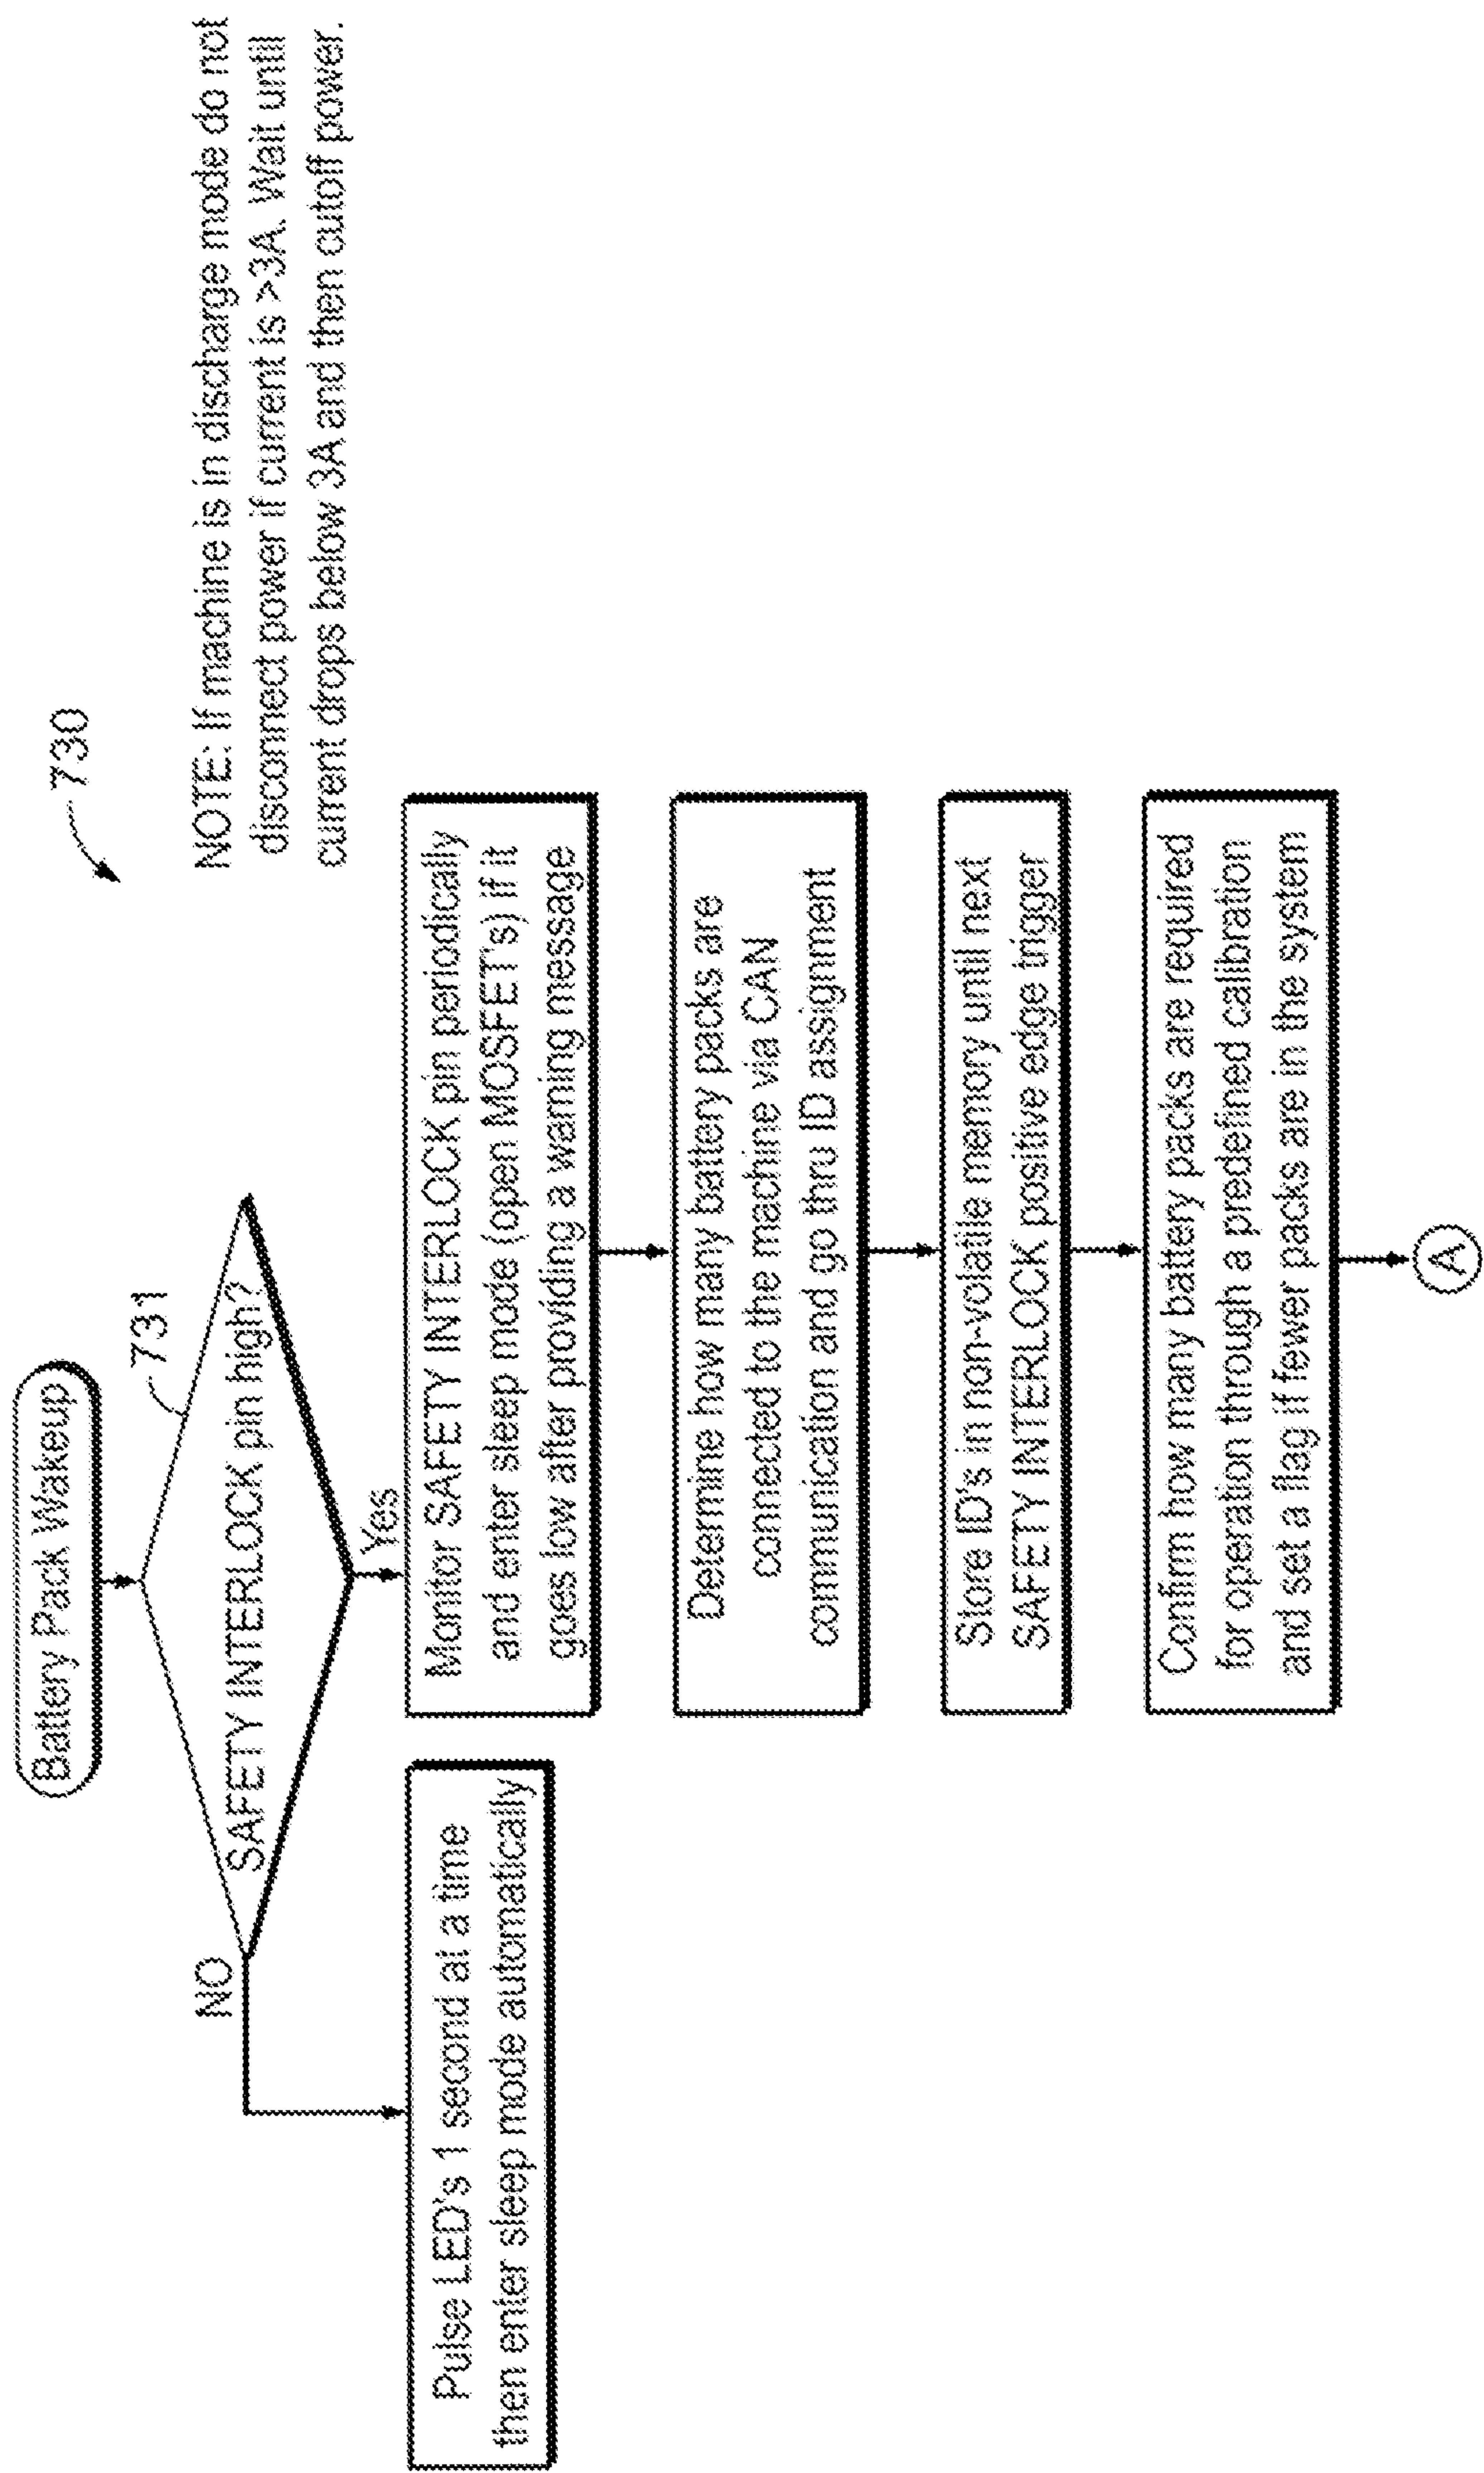 730
Battery Pack Wakeup
731
SAFETY INTERLOCK pin high?
NO
Yes
NOTE: If machine is in discharge mode do not
disconnect power if current is >3A. Wait until
current drops below 3A and then cutoff power.
Pulse LED's 1 second at a time
then enter sleep mode automatically
Monitor SAFETY INTERLOCK pin periodically
and enter sleep mode (open MOSFET's) if it
goes low after providing a warning message
Determine how many battery packs are
connected to the machine via CAN
communication and go thru ID assignment
Store ID's in non-volatile memory until next
SAFETY INTERLOCK positive edge trigger
Confirm how many battery packs are required
for operation through a predefined calibration
and set a flag if fewer packs are in the system
A